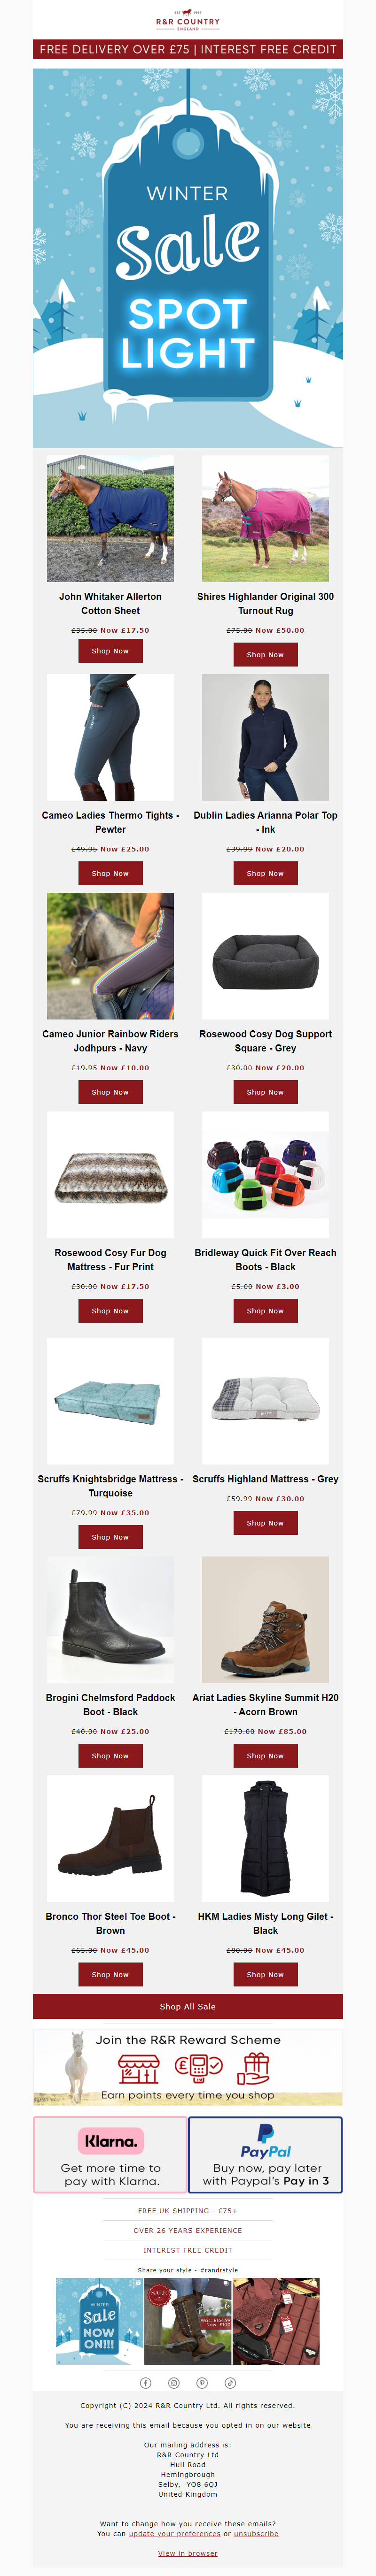 EST 1997
R&R COUNTRY
ENGLAND
FREE DELIVERY OVER £75 | INTEREST FREE CREDIT
WINTER
Sale
SPOT
LIGHT
John Whitaker Allerton
Cotton Sheet
£35.00 Now £17.50
Shop Now
Shires Highlander Original 300
Turnout Rug
£75.00 Now £50.00
Shop Now
Cameo Ladies Thermo Tights -
Pewter
£49.95 Now £25.00
Shop Now
Dublin Ladies Arianna Polar Top
- Ink
£39.99 Now £20.00
Shop Now
Cameo Junior Rainbow Riders
Jodhpurs - Navy
£19.95 Now £10.00
Shop Now
Rosewood Cosy Dog Support
Square - Grey
£30.00 Now £20.00
Shop Now
Rosewood Cosy Fur Dog
Mattress - Fur Print
£30.00 Now £17.50
Shop Now
Bridleway Quick Fit Over Reach
Boots - Black
£5.00 Now £3.00
Shop Now
Scruffs Knightsbridge Mattress -
Turquoise
£79.99 Now £35.00
Shop Now
Scruffs Highland Mattress - Grey
£59.99 Now £30.00
Shop Now
Brogini Chelmsford Paddock
Boot - Black
£40.00 Now £25.00
Shop Now
Ariat Ladies Skyline Summit H20
- Acorn Brown
£170.00 Now £85.00
Shop Now
Bronco Thor Steel Toe Boot -
Brown
£65.00 Now £45.00
Shop Now
HKM Ladies Misty Long Gilet -
Black
£80.00 Now £45.00
Shop Now
Shop All Sale
Join the R&R Reward Scheme
Earn points every time you shop
Klarna.
Get more time to
pay with Klarna.
PayPal
Buy now, pay later
with Paypal's Pay in 3
FREE UK SHIPPING - £75+
OVER 26 YEARS EXPERIENCE
INTEREST FREE CREDIT
Share your style - #randrstyle
WINTER
Sale
NOW
ON!!!
SALE
Was: £164.99
Now: £100
Copyright (C) 2024 R&R Country Ltd. All rights reserved.
You are receiving this email because you opted in on our website
Our mailing address is:
R&R Country Ltd
Hull Road
Hemingbrough
Selby, YO8 6QJ
United Kingdom
Want to change how you receive these emails?
You can update your preferences or unsubscribe
View in browser